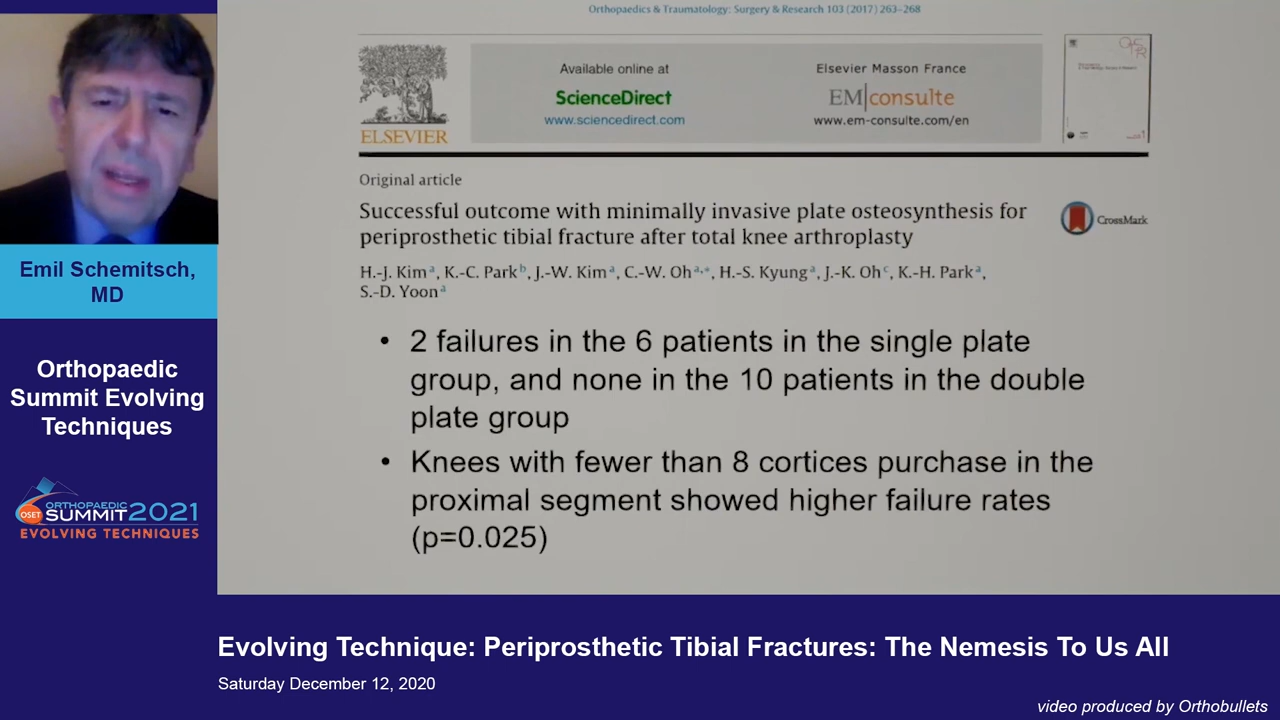 Orthopaedics & Traumatology: Surgery & Research 103 (2017) 263–268
ELSEVIER
Available online at
ScienceDirect
www.sciencedirect.com
Elsevier Masson France
EM|consulte
www.em-consulte.com/en
Original article
Successful outcome with minimally invasive plate osteosynthesis for
periprosthetic tibial fracture after total knee arthroplasty
CrossMark
H.-J. Kim a, K.-C. Park b, J.-W. Kim a, C.-W. Oh a,*, H.-S. Kyung a, J.-K. Oh c, K.-H. Park a,
S.-D. Yoon a
• 2 failures in the 6 patients in the single plate
group, and none in the 10 patients in the double
plate group
• Knees with fewer than 8 cortices purchase in the
proximal segment showed higher failure rates
(p=0.025)
Emil Schemitsch,
MD
Orthopaedic
Summit Evolving
Techniques
OSET
ORTHOPAEDIC
SUMMIT 2021
EVOLVING TECHNIQUES
Evolving Technique: Periprosthetic Tibial Fractures: The Nemesis To Us All
Saturday December 12, 2020
video produced by Orthobullets